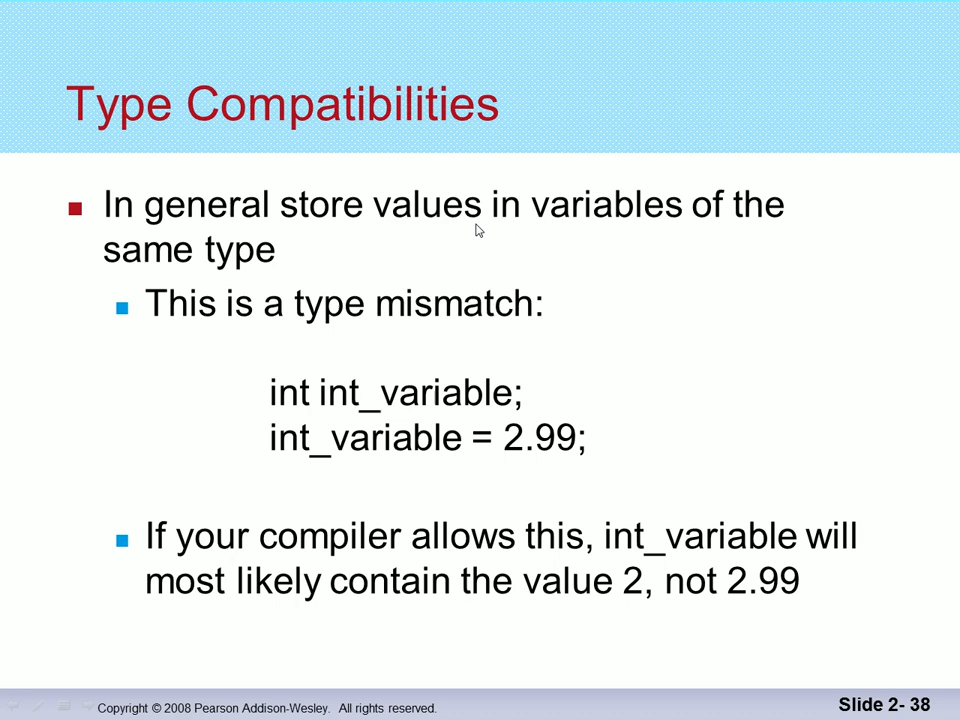 Type Compatibilities
In general store values in variables of the
same type
This is a type mismatch:
int int_variable;
int_variable = 2.99;
If your compiler allows this, int_variable will
most likely contain the value 2, not 2.99
Copyright © 2008 Pearson Addison-Wesley. All rights reserved.
Slide 2- 38